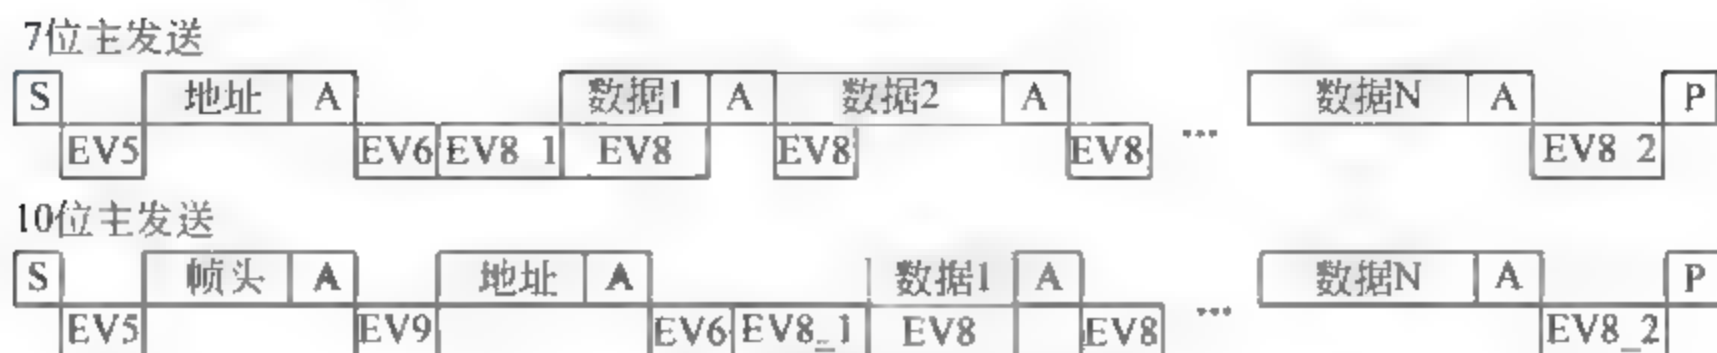 7位主发送
S 地址 A 数据1 A 数据2 A ... 数据N A P
EV5 EV6 EV8_1 EV8 EV8 EV8 EV8_2
10位主发送
S 帧头 A 地址 A 数据1 A ... 数据N A P
EV5 EV9 EV6 EV8_1 EV8 EV8 EV8_2